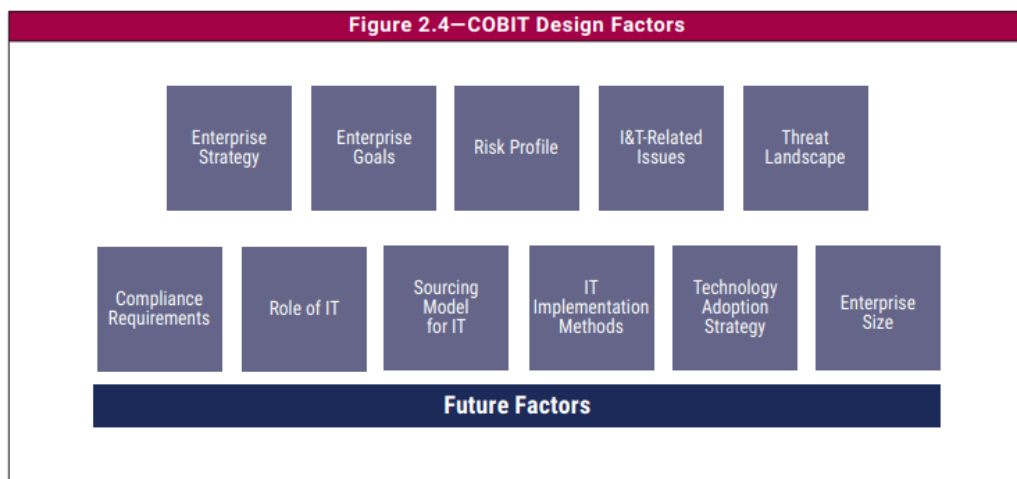 Figure 2.4—COBIT Design Factors
Enterprise
Strategy
Enterprise
Goals
Risk Profile
I&T-Related
Issues
Threat
Landscape
Compliance
Requirements
Role of IT
Sourcing
Model
for IT
IT
Implementation
Methods
Technology
Adoption
Strategy
Enterprise
Size
Future Factors